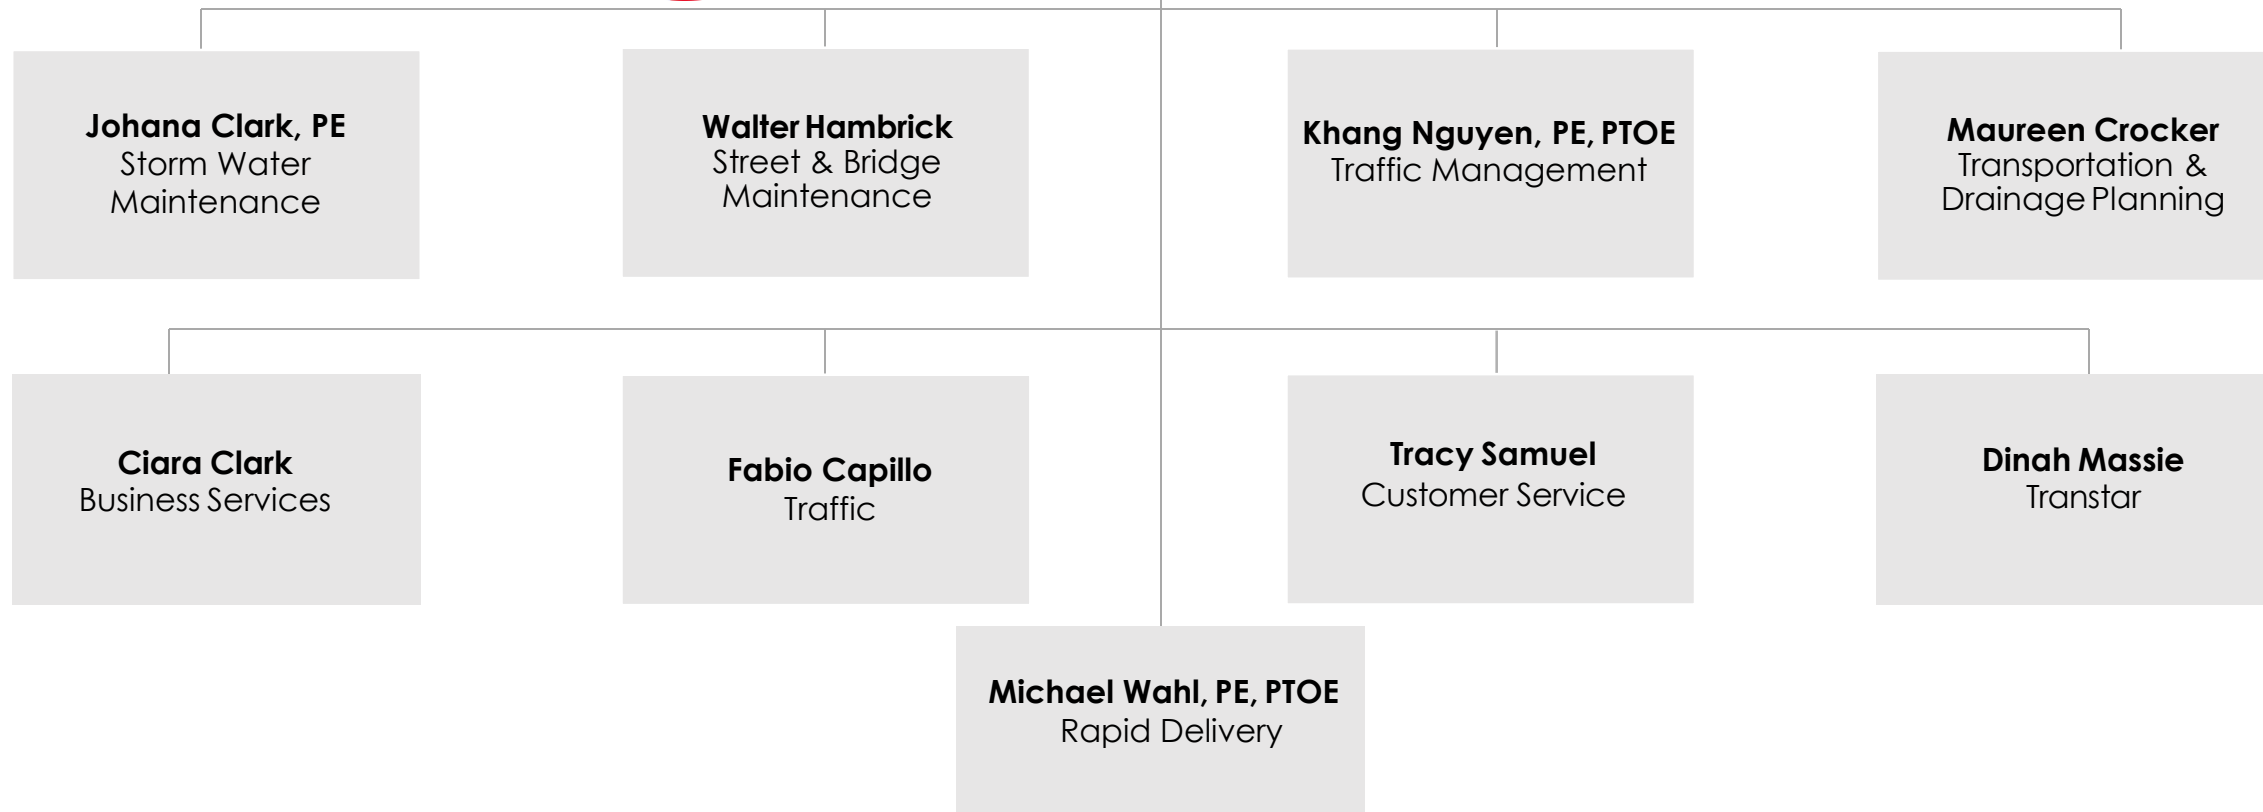 Johana Clark, PE
Storm Water
Maintenance
Walter Hambrick
Street & Bridge
Maintenance
Khang Nguyen, PE, PTOE
Traffic Management
Maureen Crocker
Transportation &
Drainage Planning
Ciara Clark
Business Services
Fabio Capillo
Traffic
Tracy Samuel
Customer Service
Dinah Massie
Transtar
Michael Wahl, PE, PTOE
Rapid Delivery